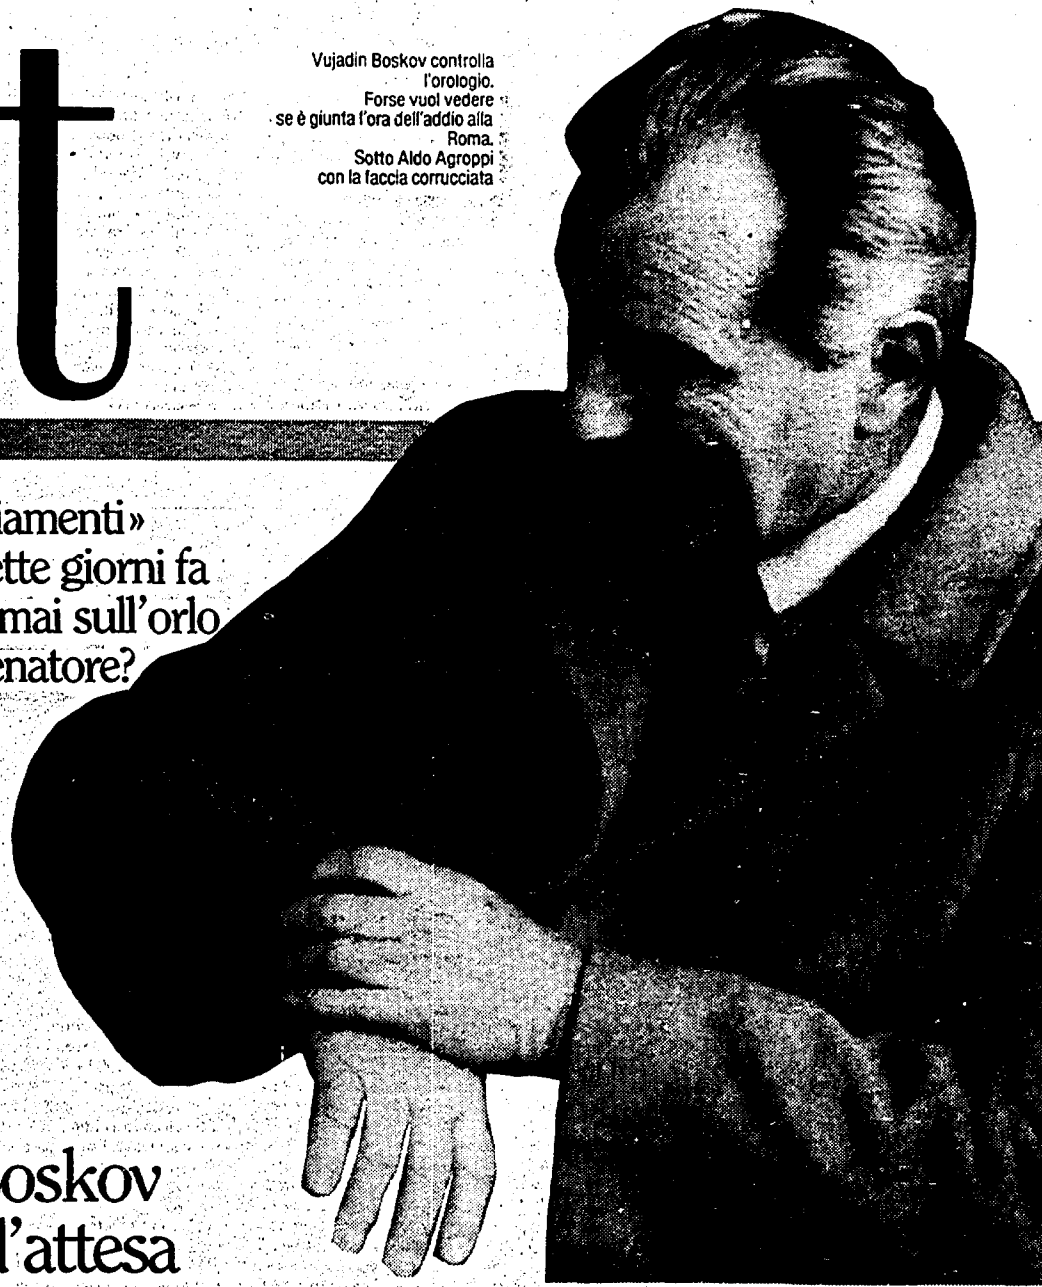 t
Vujadin Boskov controlla
l'orologio.
Forse vuol vedere
se è giunta l'ora dell'addio alla
Roma.
Sotto Aldo Agroppi
con la faccia corrucciata
iamenti»
ette giorni fa
mai sull'orlo
enatore?
oskov
l'attesa